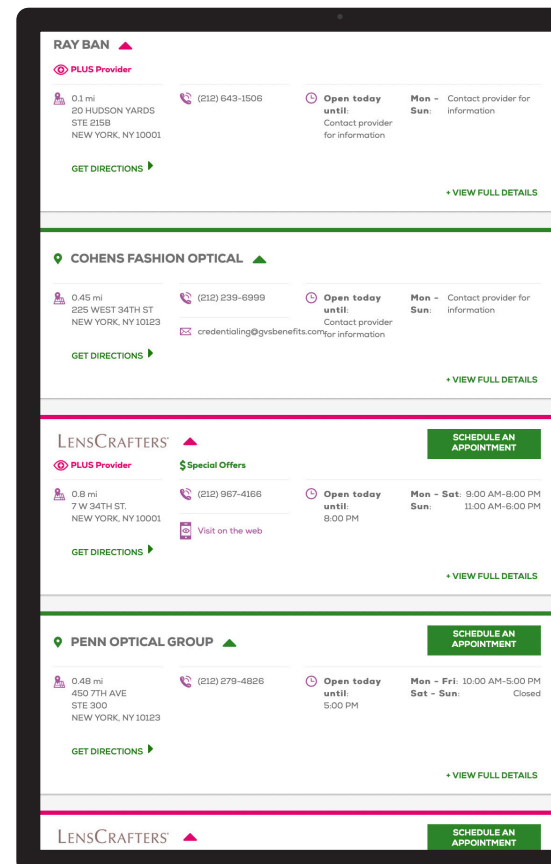 RAY BAN
PLUS Provider
0.1 mi
20 HUDSON YARDS
STE 215B
NEW YORK, NY 10001
GET DIRECTIONS
(212) 643-1506
Open today
until:
Contact provider
for information
Mon - Sun: Contact provider for
information
+ VIEW FULL DETAILS
COHENS FASHION OPTICAL
0.45 mi
225 WEST 34TH ST
NEW YORK, NY 10123
GET DIRECTIONS
(212) 239-6999
credentialing@gvsbenefits.com
Open today
until:
Contact provider
for information
Mon - Sun: Contact provider for
information
+ VIEW FULL DETAILS
LENSCRAFTERS
SCHEDULE AN
APPOINTMENT
PLUS Provider
$ Special Offers
0.8 mi
7 W 34TH ST.
NEW YORK, NY 10001
GET DIRECTIONS
(212) 967-4166
Visit on the web
Open today
until:
8:00 PM
Mon - Sat: 9:00 AM-8:00 PM
Sun: 11:00 AM-6:00 PM
+ VIEW FULL DETAILS
PENN OPTICAL GROUP
SCHEDULE AN
APPOINTMENT
0.48 mi
450 7TH AVE
STE 300
NEW YORK, NY 10123
GET DIRECTIONS
(212) 279-4826
Open today
until:
5:00 PM
Mon - Fri: 10:00 AM-5:00 PM
Sat - Sun: Closed
+ VIEW FULL DETAILS
LENSCRAFTERS
SCHEDULE AN
APPOINTMENT